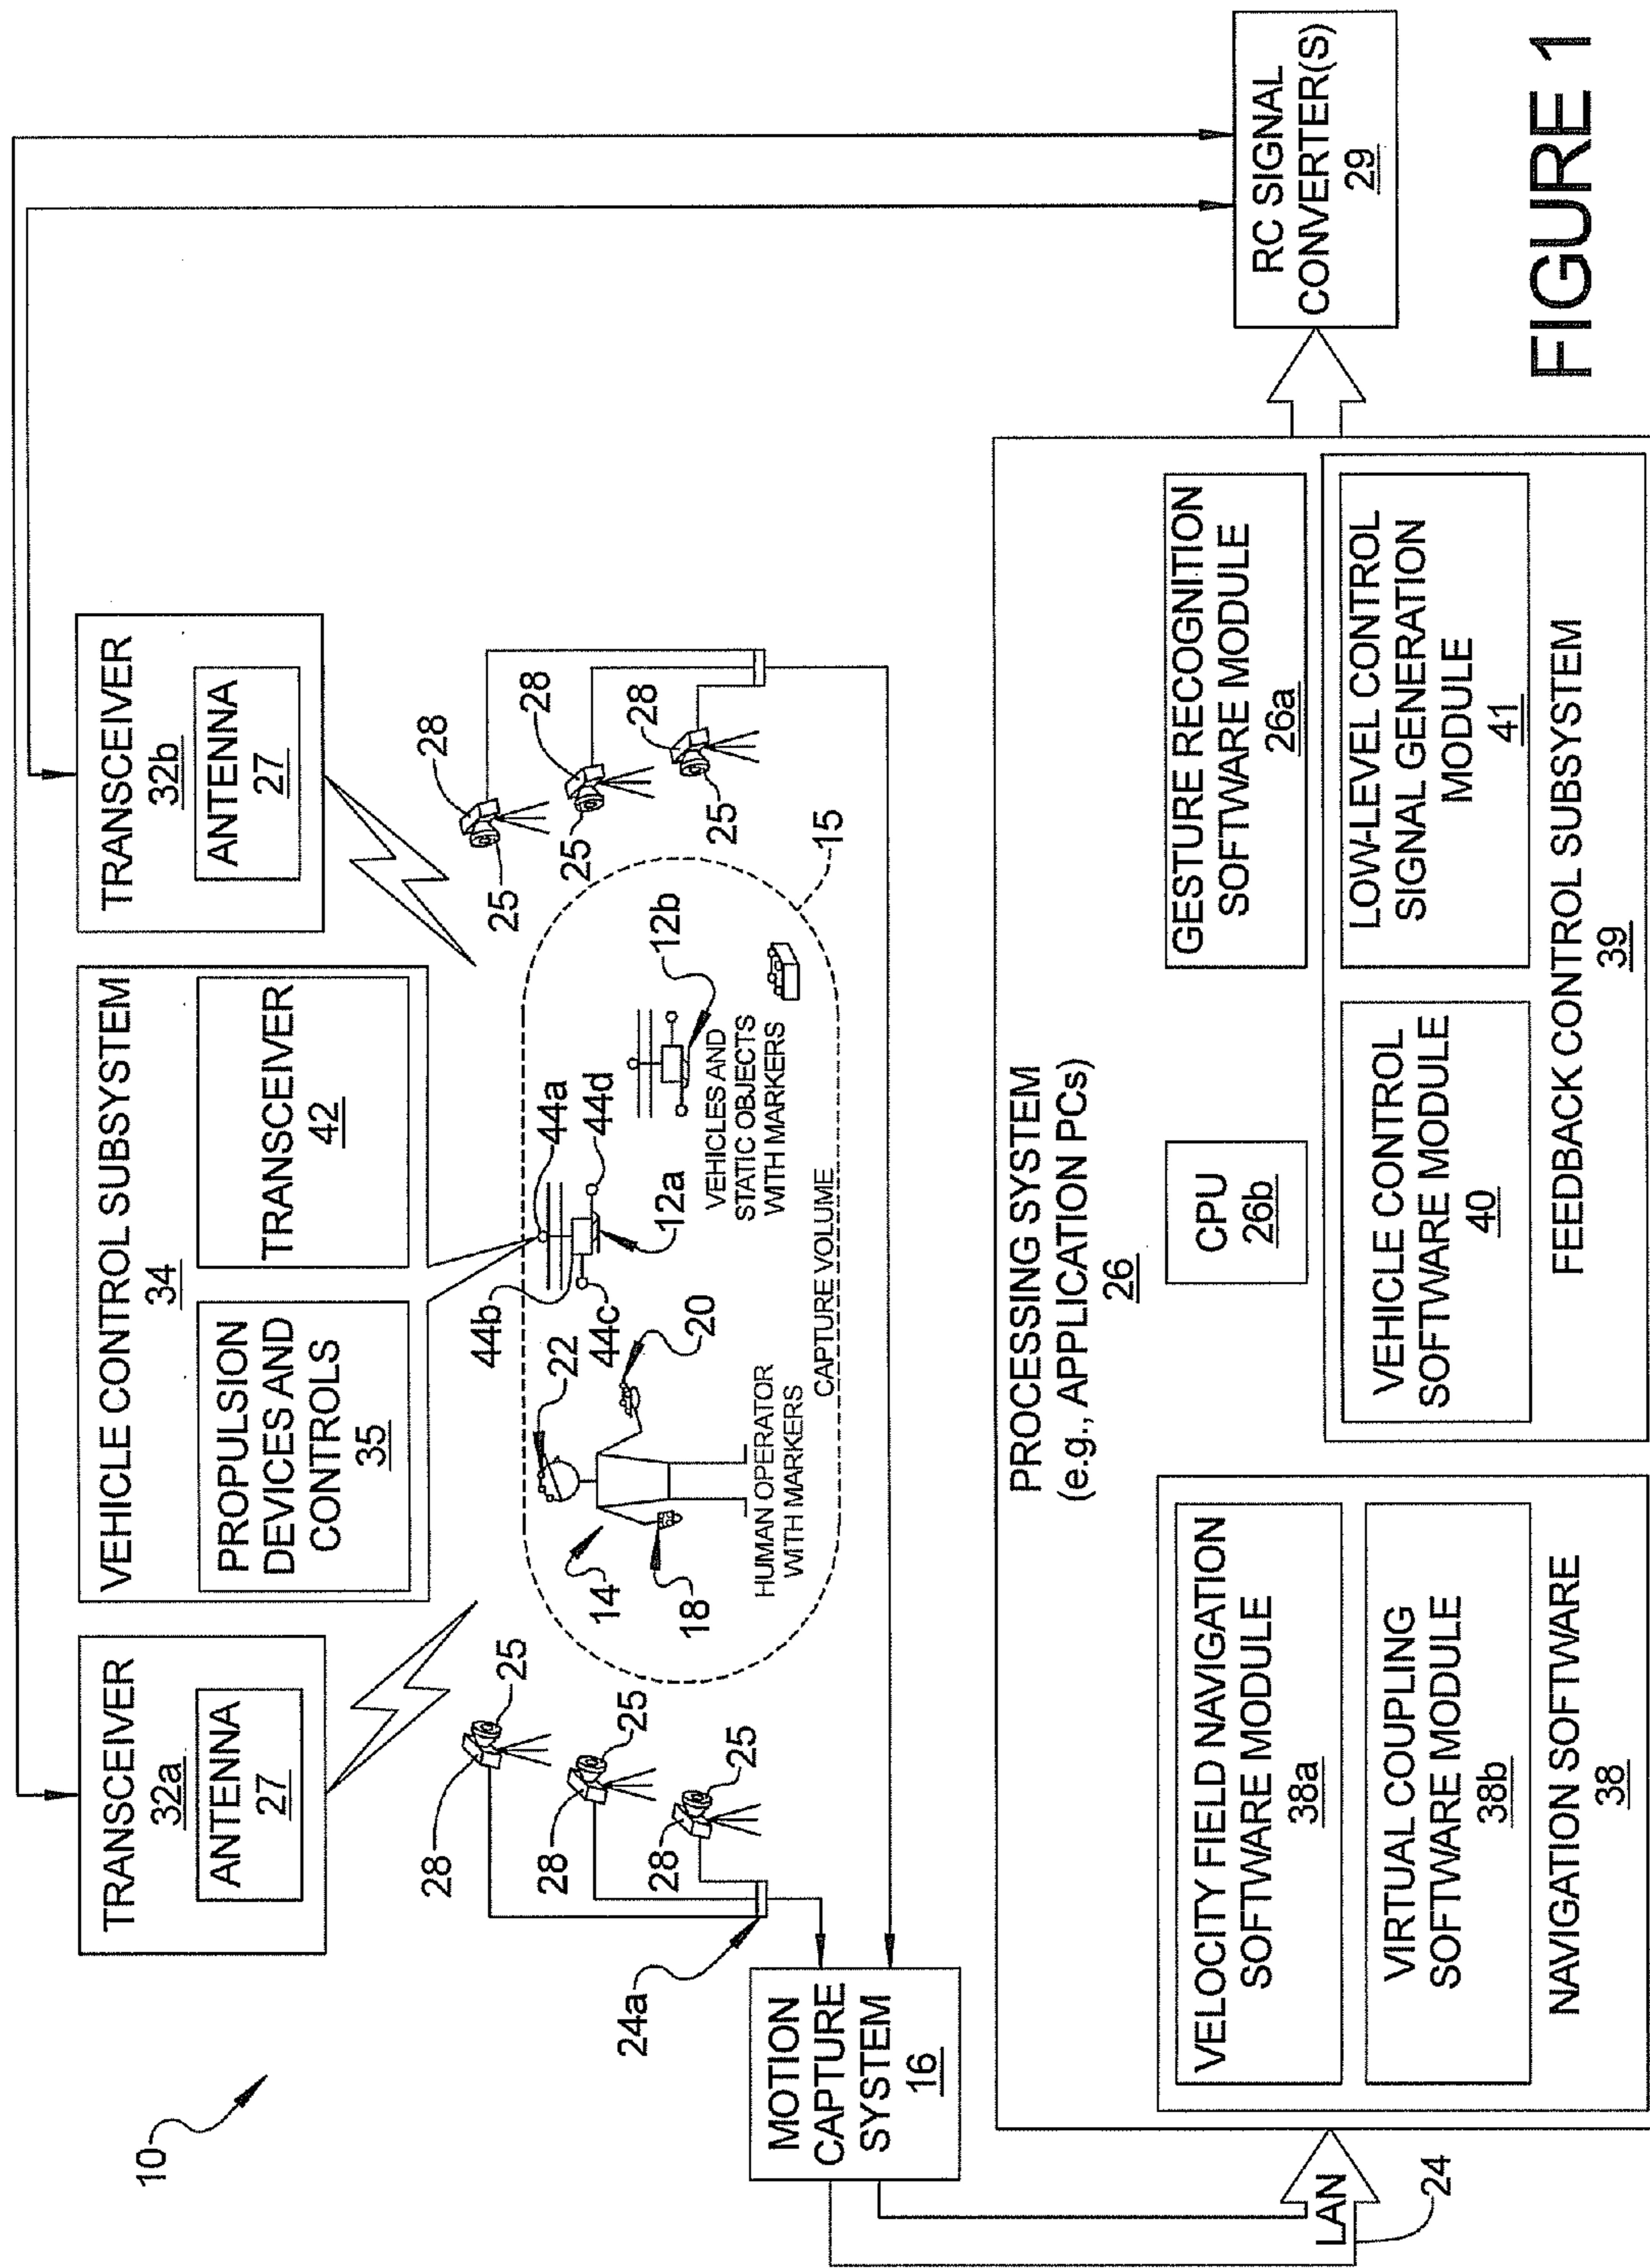 10
TRANSCEIVER
32a
ANTENNA
27
VEHICLE CONTROL SUBSYSTEM
34
PROPULSION
DEVICES AND
CONTROLS
35
TRANSCEIVER
42
TRANSCEIVER
32b
ANTENNA
27
28
25
28
25
28
25
24a
28
25
28
25
28
25
15
14
18
22
20
44b
44c
44a
44d
12a
12b
HUMAN OPERATOR
WITH MARKERS
CAPTURE VOLUME
VEHICLES AND
STATIC OBJECTS
WITH MARKERS
MOTION
CAPTURE
SYSTEM
16
LAN
24
PROCESSING SYSTEM
(e.g., APPLICATION PCs)
26
VELOCITY FIELD NAVIGATION
SOFTWARE MODULE
38a
VIRTUAL COUPLING
SOFTWARE MODULE
38b
NAVIGATION SOFTWARE
38
CPU
26b
GESTURE RECOGNITION
SOFTWARE MODULE
26a
VEHICLE CONTROL
SOFTWARE MODULE
40
LOW-LEVEL CONTROL
SIGNAL GENERATION
MODULE
41
FEEDBACK CONTROL SUBSYSTEM
39
RC SIGNAL
CONVERTER(S)
29
FIGURE 1